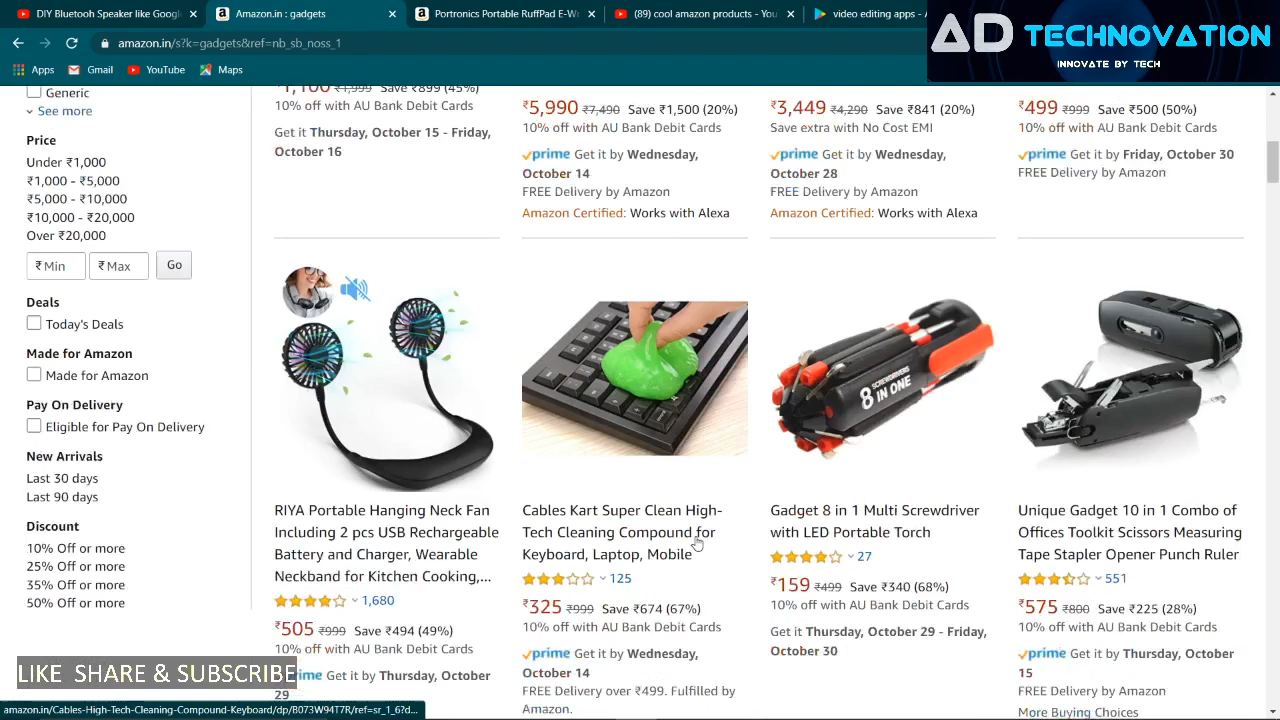 DIY Bluetooh Speaker like Googl
Amazon.in : gadgets
Portronics Portable RuffPad E-Wr
(89) cool amazon products - You
video editing apps - A
amazon.in/s?k=gadgets&ref=nb_sb_noss_1
Apps
Gmail
YouTube
Maps
AD TECHNOVATION
INNOVATE BY TECH
Generic
See more
Price
Under ₹1,000
₹1,000 - ₹5,000
₹5,000 - ₹10,000
₹10,000 - ₹20,000
Over ₹20,000
₹ Min
₹ Max
Go
Deals
Today's Deals
Made for Amazon
Made for Amazon
Pay On Delivery
Eligible for Pay On Delivery
New Arrivals
Last 30 days
Last 90 days
Discount
10% Off or more
25% Off or more
35% Off or more
50% Off or more
₹1,100 ₹1,999 Save ₹899 (45%)
10% off with AU Bank Debit Cards
Get it Thursday, October 15 - Friday,
October 16
₹5,990 ₹7,490 Save ₹1,500 (20%)
10% off with AU Bank Debit Cards
prime Get it by Wednesday,
October 14
FREE Delivery by Amazon
Amazon Certified: Works with Alexa
₹3,449 ₹4,290 Save ₹841 (20%)
Save extra with No Cost EMI
prime Get it by Wednesday,
October 28
FREE Delivery by Amazon
Amazon Certified: Works with Alexa
₹499 ₹999 Save ₹500 (50%)
10% off with AU Bank Debit Cards
prime Get it by Friday, October 30
FREE Delivery by Amazon
RIYA Portable Hanging Neck Fan
Including 2 pcs USB Rechargeable
Battery and Charger, Wearable
Neckband for Kitchen Cooking,...
1,680
₹505 ₹999 Save ₹494 (49%)
10% off with AU Bank Debit Cards
prime Get it by Thursday, October
29
Cables Kart Super Clean High-
Tech Cleaning Compound for
Keyboard, Laptop, Mobile
125
₹325 ₹999 Save ₹674 (67%)
10% off with AU Bank Debit Cards
prime Get it by Wednesday,
October 14
FREE Delivery over ₹499. Fulfilled by
Amazon.
8 SCREWDRIVERS IN ONE
Gadget 8 in 1 Multi Screwdriver
with LED Portable Torch
27
₹159 ₹499 Save ₹340 (68%)
10% off with AU Bank Debit Cards
Get it Thursday, October 29 - Friday,
October 30
Unique Gadget 10 in 1 Combo of
Offices Toolkit Scissors Measuring
Tape Stapler Opener Punch Ruler
551
₹575 ₹800 Save ₹225 (28%)
10% off with AU Bank Debit Cards
prime Get it by Thursday, October
15
FREE Delivery by Amazon
More Buying Choices
LIKE SHARE & SUBSCRIBE
amazon.in/Cables-High-Tech-Cleaning-Compound-Keyboard/dp/B073W94T7R/ref=sr_1_6?d...